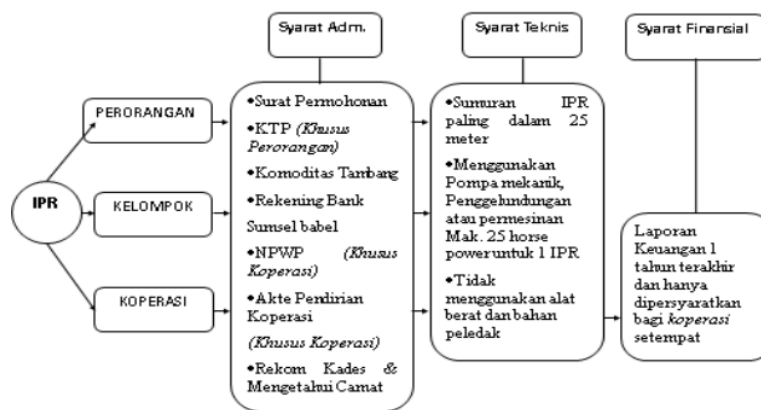 Syarat Adm.
Syarat Teknis
Syarat Finansial
IPR
PERORANGAN
KELOMPOK
KOPERASI
•Surat Permohonan
•KTP (Khusus
Perorangan)
•Komoditas Tambang
•Rekening Bank
Sumsel babel
•NPWP (Khusus
Koperasi)
•Akte Pendirian
Koperasi
(Khusus Koperasi)
•Rekom Kades &
Mengetahui Camat
•Sumuran IPR
paling dalam 25
meter
•Menggunakan
Pompa mekanik,
Penggelundungan
atau permesinan
Mak. 25 horse
power untuk 1 IPR
•Tidak
menggunakan alat
berat dan bahan
peledak
Laporan
Keuangan 1
tahun terakhir
dan hanya
dipersyaratkan
bagi koperasi
setempat